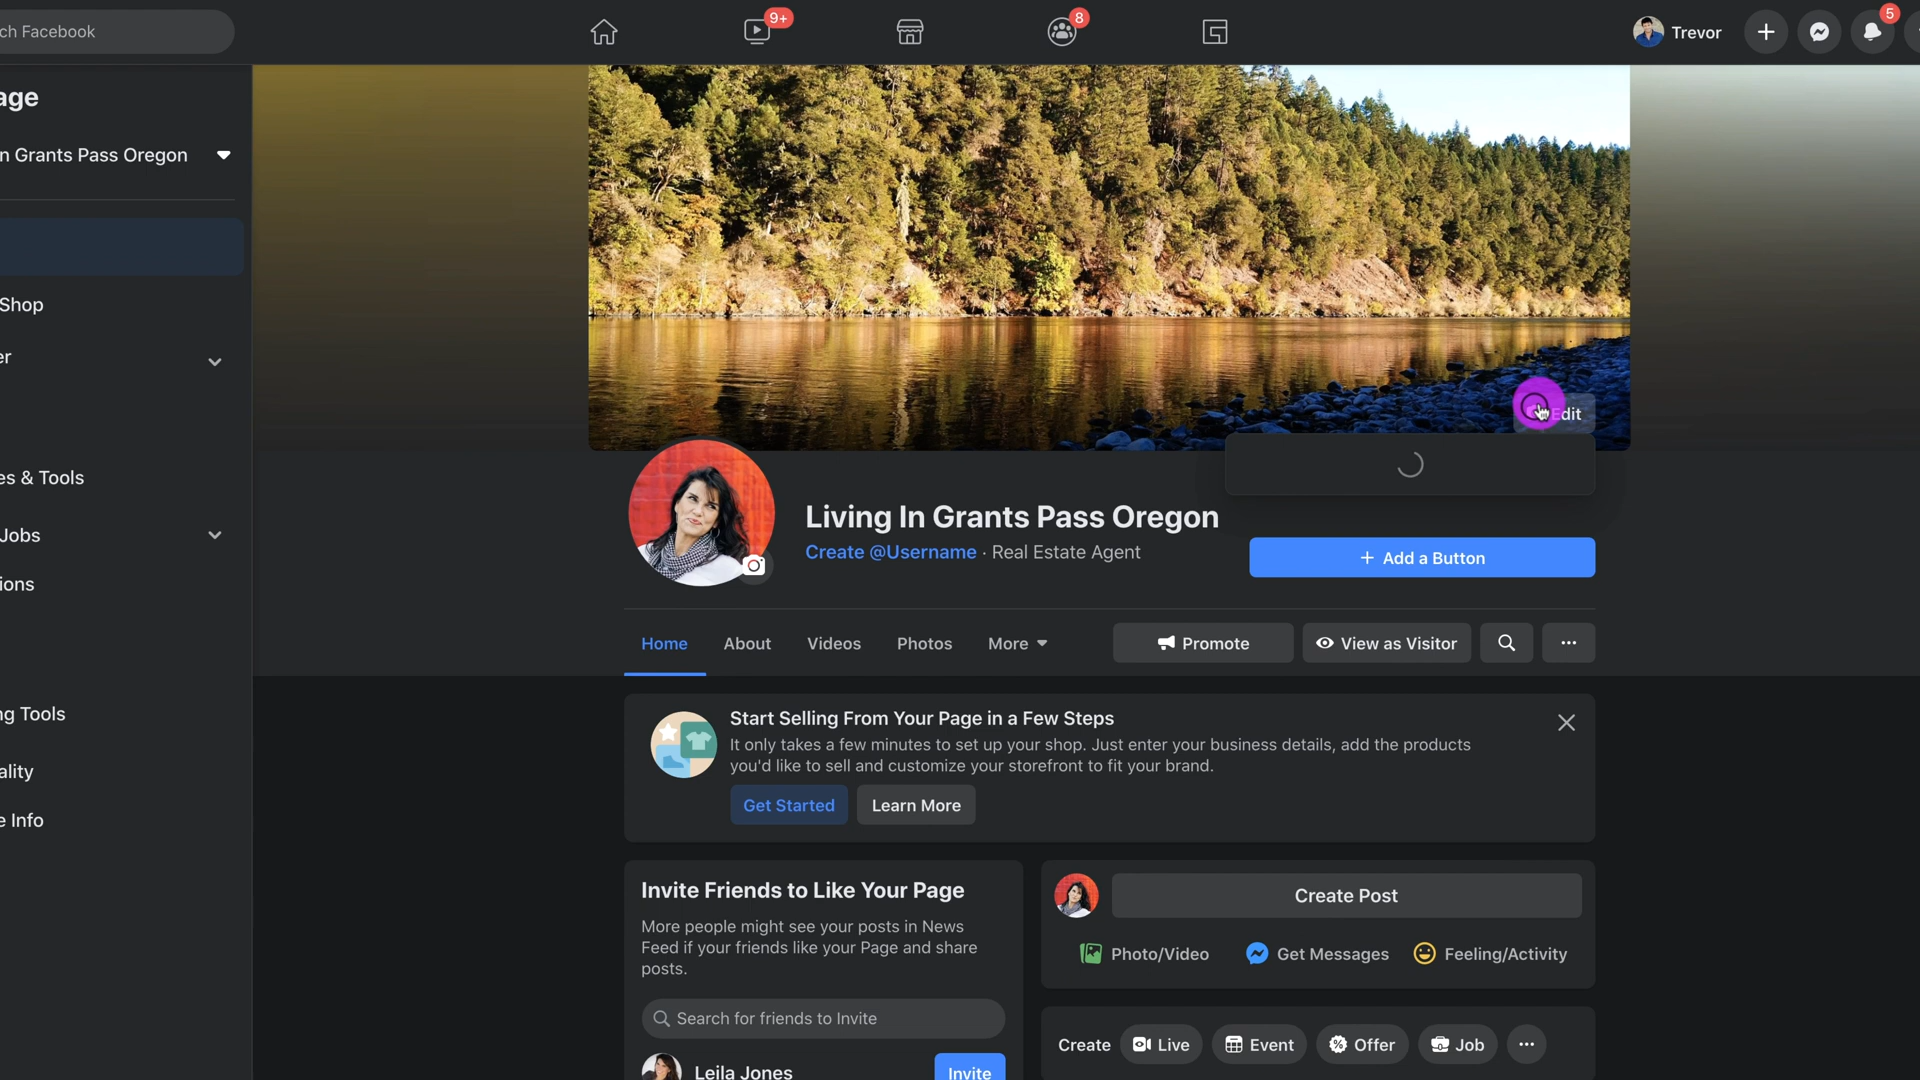 ch Facebook
9+
8
Trevor
5
age
n Grants Pass Oregon
Shop
er
es & Tools
Jobs
ions
ng Tools
ality
e Info
Edit
Living In Grants Pass Oregon
Create @Username · Real Estate Agent
+ Add a Button
Home
About
Videos
Photos
More
Promote
View as Visitor
Start Selling From Your Page in a Few Steps
It only takes a few minutes to set up your shop. Just enter your business details, add the products
you'd like to sell and customize your storefront to fit your brand.
Get Started
Learn More
Invite Friends to Like Your Page
More people might see your posts in News
Feed if your friends like your Page and share
posts.
Search for friends to Invite
Leila Jones
Invite
Create Post
Photo/Video
Get Messages
Feeling/Activity
Create
Live
Event
Offer
Job